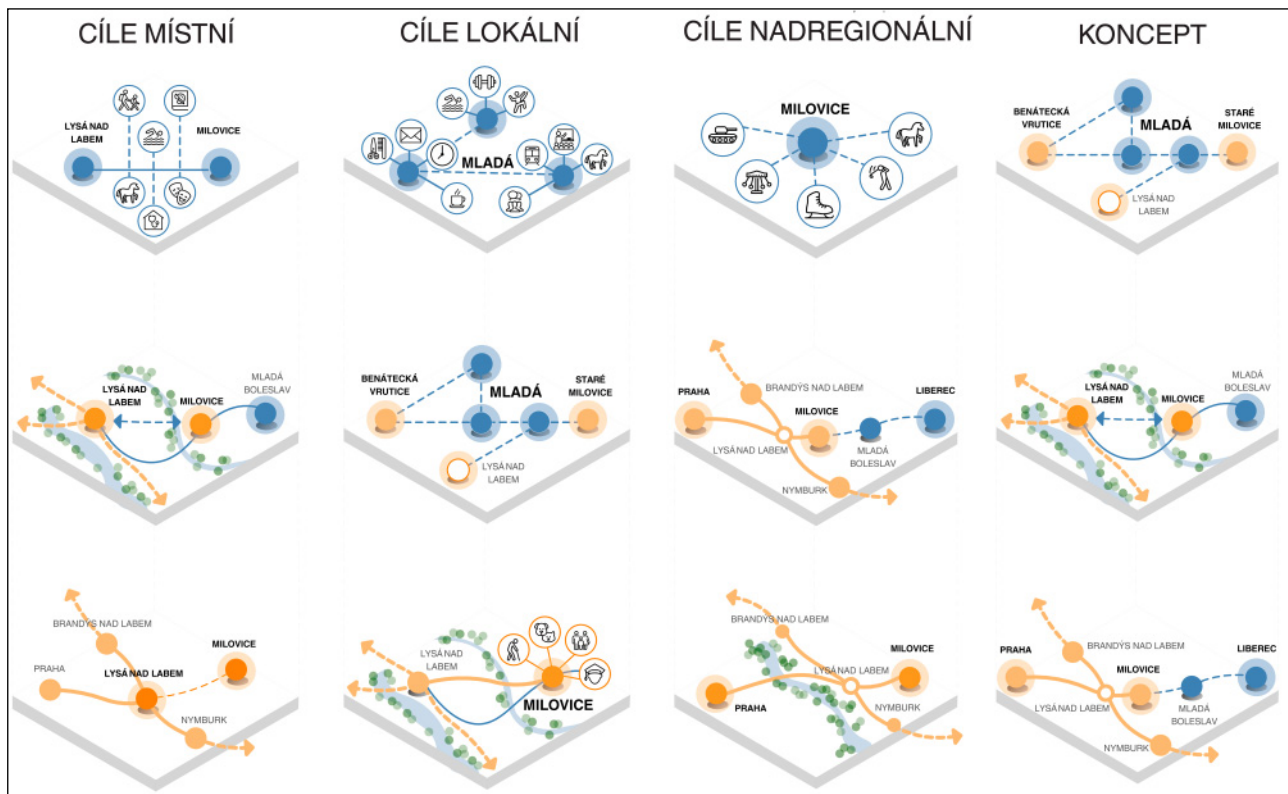 CÍLE MÍSTNÍ
CÍLE LOKÁLNÍ
CÍLE NADREGIONÁLNÍ
KONCEPT
LYSÁ NAD
LABEM
MILOVICE
MLADÁ
MILOVICE
BENÁTECKÁ
VRUTICE
MLADÁ
STARÉ
MILOVICE
LYSÁ NAD
LABEM
LYSÁ NAD
LABEM
MILOVICE
MLADÁ
BOLESLAV
BENÁTECKÁ
VRUTICE
MLADÁ
STARÉ
MILOVICE
LYSÁ NAD
LABEM
PRAHA
BRANDÝS NAD LABEM
MILOVICE
LIBEREC
LYSÁ NAD LABEM
MLADÁ
BOLESLAV
NYMBURK
LYSÁ NAD
LABEM
MILOVICE
MLADÁ
BOLESLAV
BRANDÝS NAD LABEM
PRAHA
LYSÁ NAD LABEM
MILOVICE
NYMBURK
LYSÁ NAD
LABEM
MILOVICE
BRANDÝS NAD LABEM
LYSÁ NAD LABEM
MILOVICE
PRAHA
NYMBURK
PRAHA
BRANDÝS NAD LABEM
MILOVICE
LIBEREC
LYSÁ NAD LABEM
MLADÁ
BOLESLAV
NYMBURK